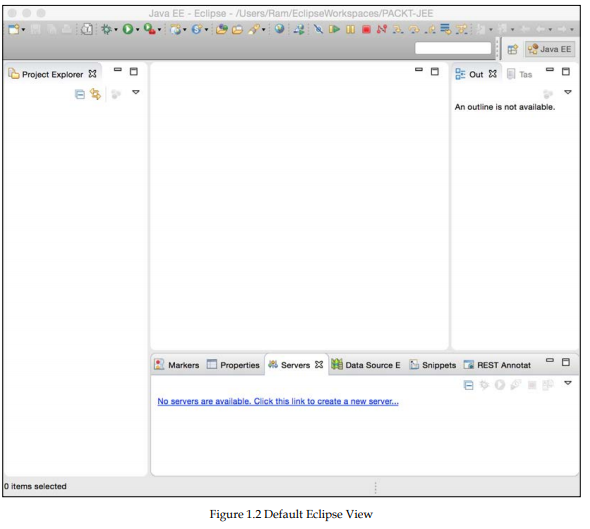 Java EE - Eclipse - /Users/Ram/EclipseWorkspaces/PACKT-JEE
Java EE
Project Explorer
Out Tas
An outline is not available.
Markers Properties Servers Data Source E Snippets REST Annotat
No servers are available. Click this link to create a new server...
0 items selected
Figure 1.2 Default Eclipse View